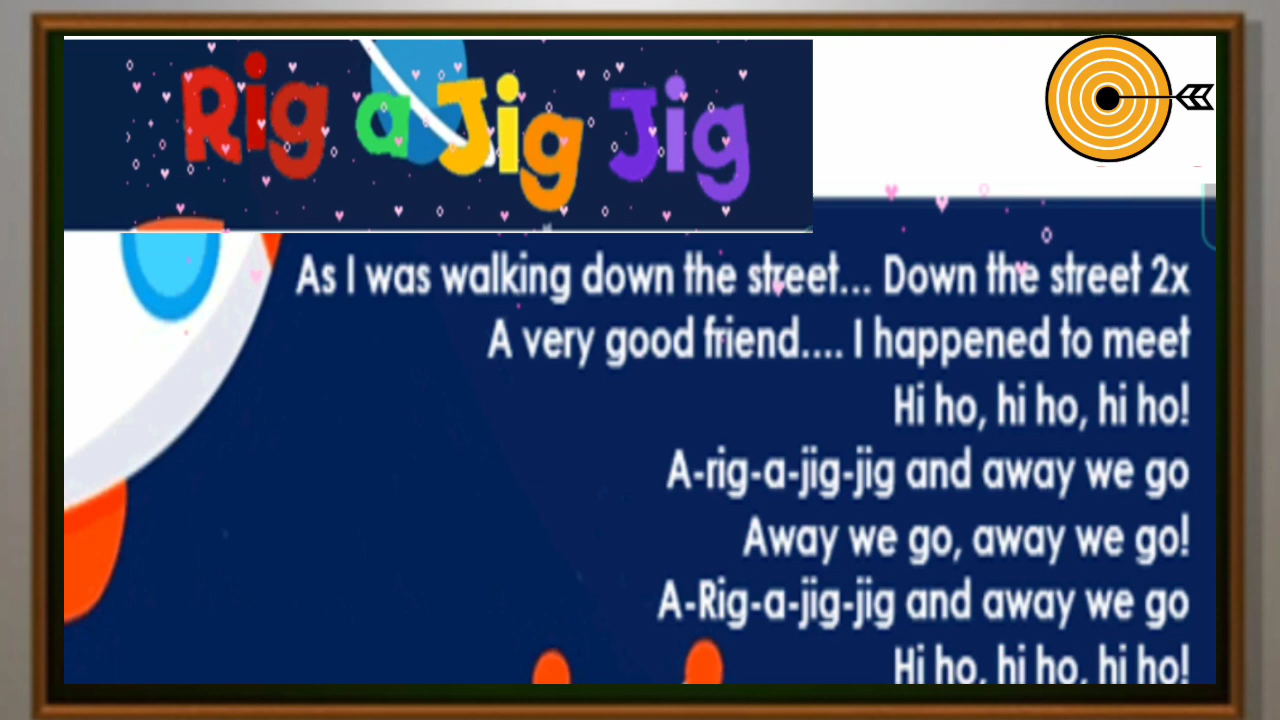 Rig a Jig Jig
As I was walking down the street... Down the street 2x
A very good friend.... I happened to meet
Hi ho, hi ho, hi ho!
A-rig-a-jig-jig and away we go
Away we go, away we go!
A-Rig-a-jig-jig and away we go
Hi ho, hi ho, hi ho!